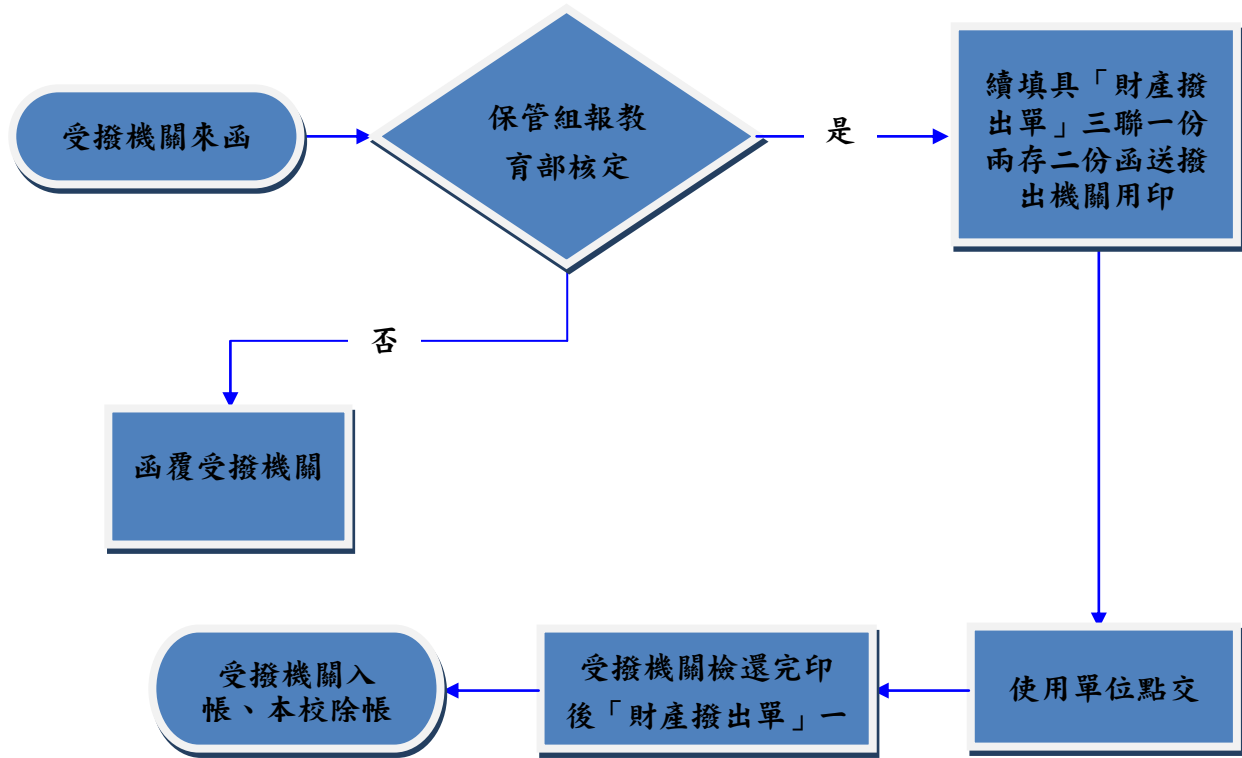 受撥機關來函
保管組報教
育部核定
是
續填具「財產撥
出單」三聯一份
兩存二份函送撥
出機關用印
否
函覆受撥機關
使用單位點交
受撥機關檢還完印
後「財產撥出單」一
受撥機關入
帳、本校除帳